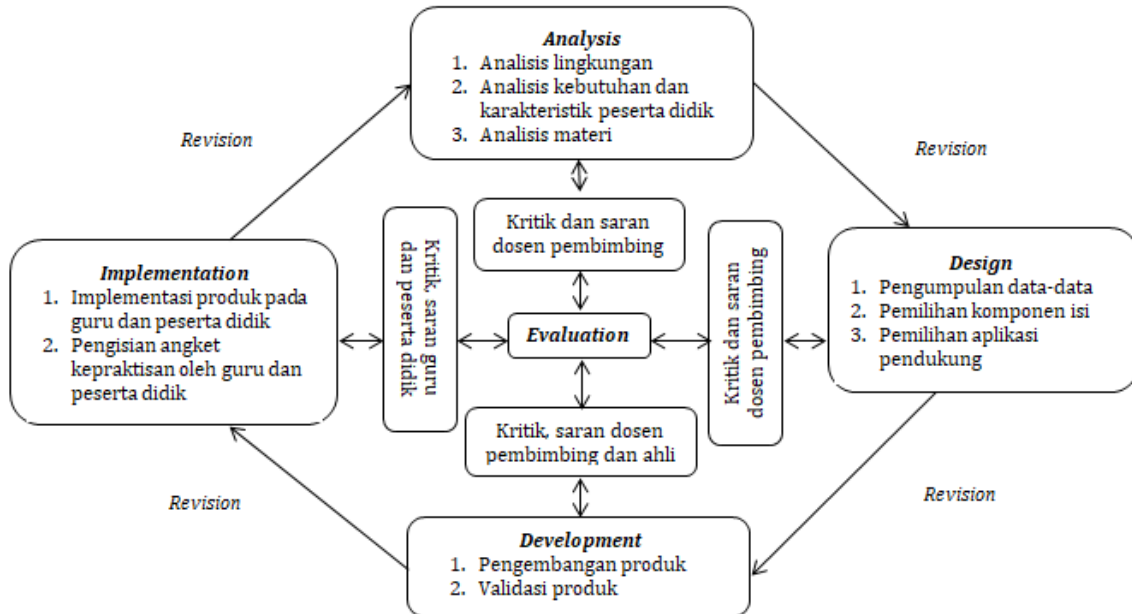 Analysis
1. Analisis lingkungan
2. Analisis kebutuhan dan
karakteristik peserta didik
3. Analisis materi
Revision
Revision
Kritik dan saran
dosen pembimbing
Kritik, saran guru
dan peserta didik
Kritik dan saran
dosen pembimbing
Implementation
1. Implementasi produk pada
guru dan peserta didik
2. Pengisian angket
kepraktisan oleh guru dan
peserta didik
Evaluation
Design
1. Pengumpulan data-data
2. Pemilihan komponen isi
3. Pemilihan aplikasi
pendukung
Kritik, saran dosen
pembimbing dan ahli
Revision
Revision
Development
1. Pengembangan produk
2. Validasi produk